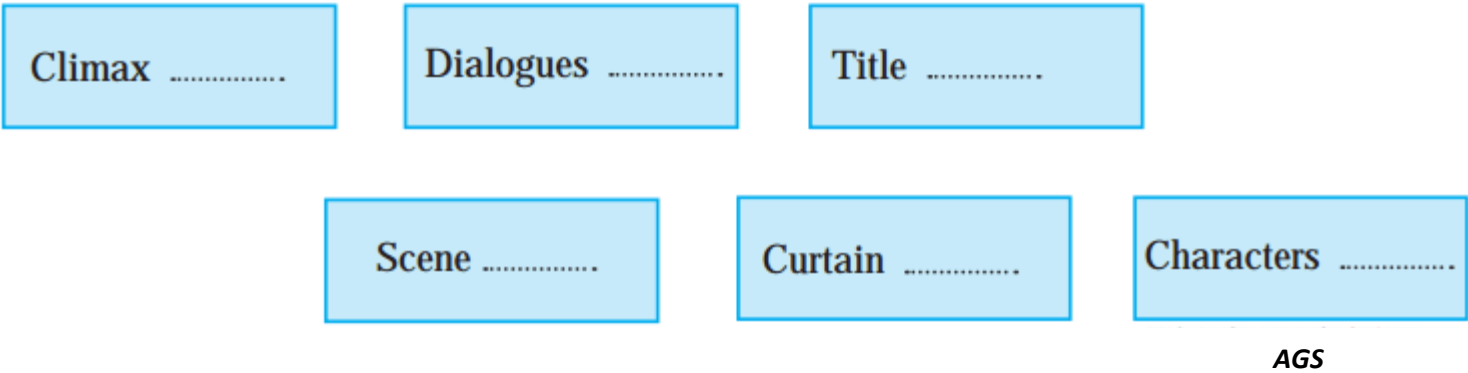 Climax ...............
Dialogues ...............
Title ...............
Scene ...............
Curtain ...............
Characters ...............
AGS